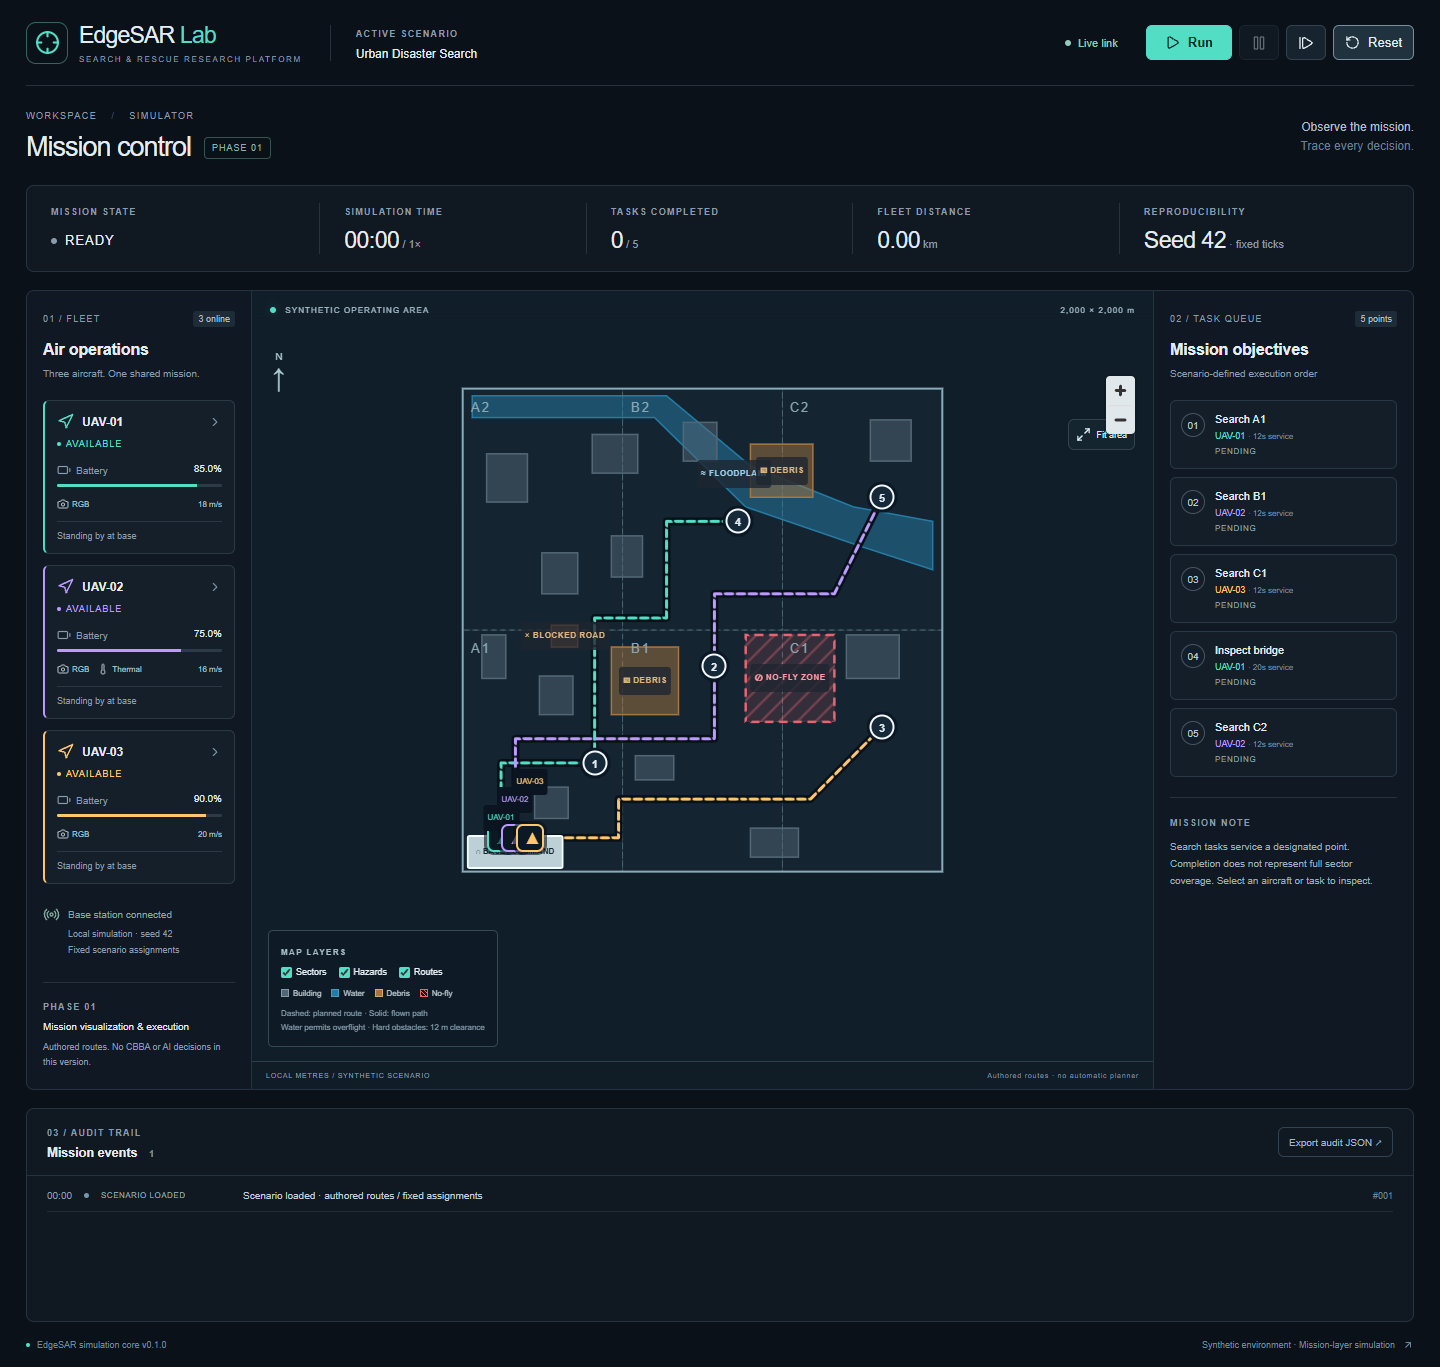 EdgeSAR Lab
SEARCH & RESCUE RESEARCH PLATFORM
ACTIVE SCENARIO
Urban Disaster Search
Live link
Run
Reset
WORKSPACE / SIMULATOR
Mission control
PHASE 01
Observe the mission.
Trace every decision.
MISSION STATE
READY
SIMULATION TIME
00:00 / 1×
TASKS COMPLETED
0 / 5
FLEET DISTANCE
0.00 km
REPRODUCIBILITY
Seed 42 · fixed ticks
01 / FLEET
3 online
Air operations
Three aircraft. One shared mission.
UAV-01
AVAILABLE
Battery
85.0%
RGB
18 m/s
Standing by at base
UAV-02
AVAILABLE
Battery
75.0%
RGB
Thermal
16 m/s
Standing by at base
UAV-03
AVAILABLE
Battery
90.0%
RGB
20 m/s
Standing by at base
Base station connected
Local simulation · seed 42
Fixed scenario assignments
PHASE 01
Mission visualization & execution
Authored routes. No CBBA or AI decisions in
this version.
SYNTHETIC OPERATING AREA
2,000 × 2,000 m
N
+
−
Fit area
A2
B2
C2
≈ FLOODPLA
DEBRIS
5
4
× BLOCKED ROAD
A1
B1
C1
2
DEBRIS
NO-FLY ZONE
3
1
UAV-03
UAV-02
UAV-01
MAP LAYERS
Sectors
Hazards
Routes
Building
Water
Debris
No-fly
Dashed: planned route · Solid: flown path
Water permits overflight · Hard obstacles: 12 m clearance
LOCAL METRES / SYNTHETIC SCENARIO
Authored routes · no automatic planner
02 / TASK QUEUE
5 points
Mission objectives
Scenario-defined execution order
01
Search A1
UAV-01 · 12s service
PENDING
02
Search B1
UAV-02 · 12s service
PENDING
03
Search C1
UAV-03 · 12s service
PENDING
04
Inspect bridge
UAV-01 · 20s service
PENDING
05
Search C2
UAV-02 · 12s service
PENDING
MISSION NOTE
Search tasks service a designated point.
Completion does not represent full sector
coverage. Select an aircraft or task to inspect.
03 / AUDIT TRAIL
Mission events 1
Export audit JSON ↗
00:00
SCENARIO LOADED
Scenario loaded · authored routes / fixed assignments
#001
EdgeSAR simulation core v0.1.0
Synthetic environment · Mission-layer simulation